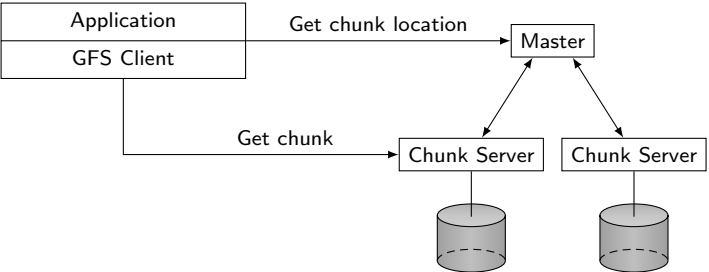 Application
Get chunk location
Master
GFS Client
Get chunk
Chunk Server
Chunk Server